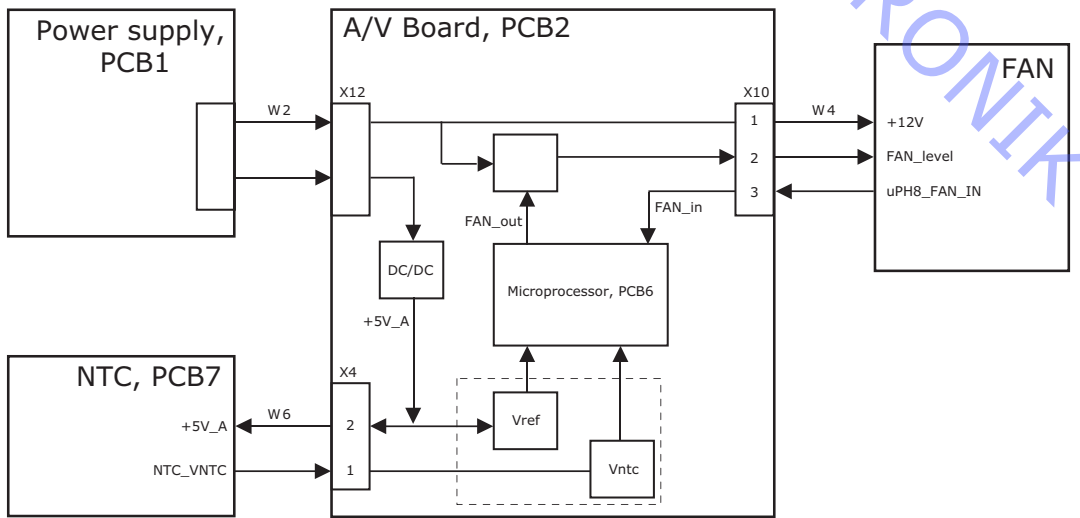 Power supply,
PCB1
A/V Board, PCB2
RONIK
FAN
X12
X10
W2
W4
1
+12V
2
FAN_level
3
uPH8_FAN_IN
FAN_out
FAN_in
DC/DC
Microprocessor, PCB6
+5V_A
NTC, PCB7
X4
W6
+5V_A
2
Vref
NTC_VNTC
1
Vntc